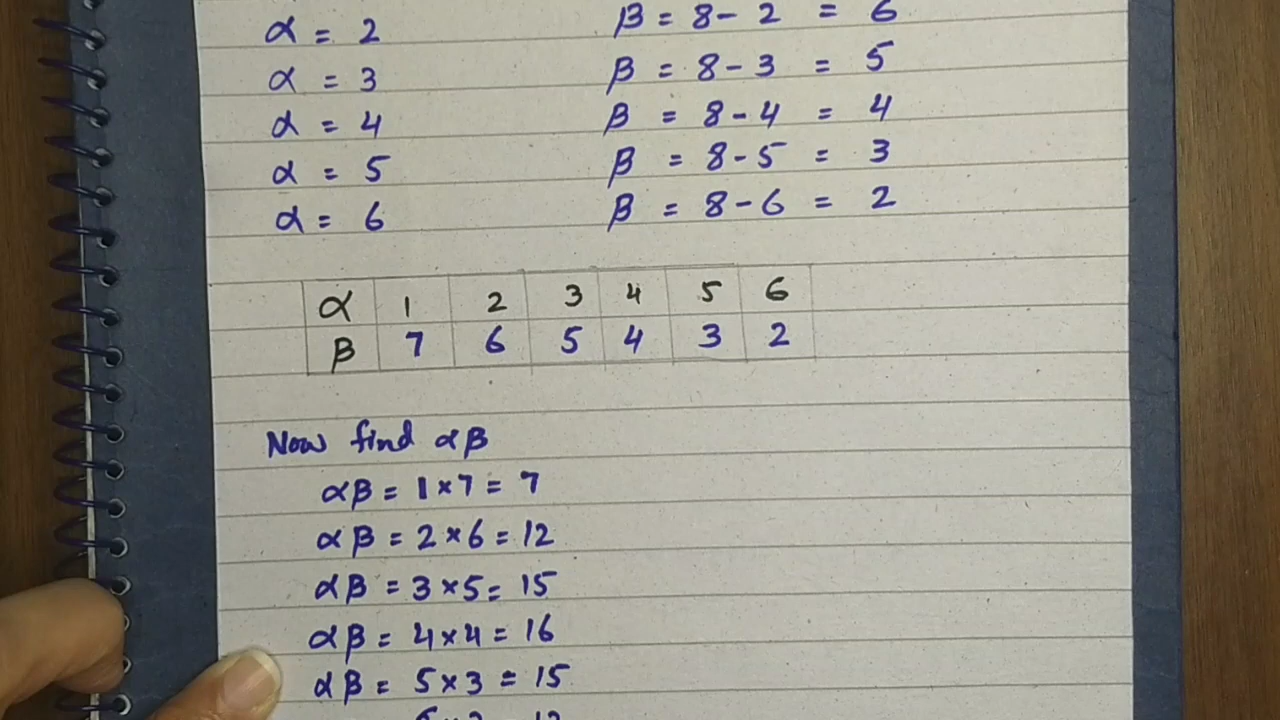 α = 2 β = 8 - 2 = 6
α = 3 β = 8 - 3 = 5
α = 4 β = 8 - 4 = 4
α = 5 β = 8 - 5 = 3
α = 6 β = 8 - 6 = 2
α 1 2 3 4 5 6
β 7 6 5 4 3 2
Now find αβ
αβ = 1 × 7 = 7
αβ = 2 × 6 = 12
αβ = 3 × 5 = 15
αβ = 4 × 4 = 16
αβ = 5 × 3 = 15